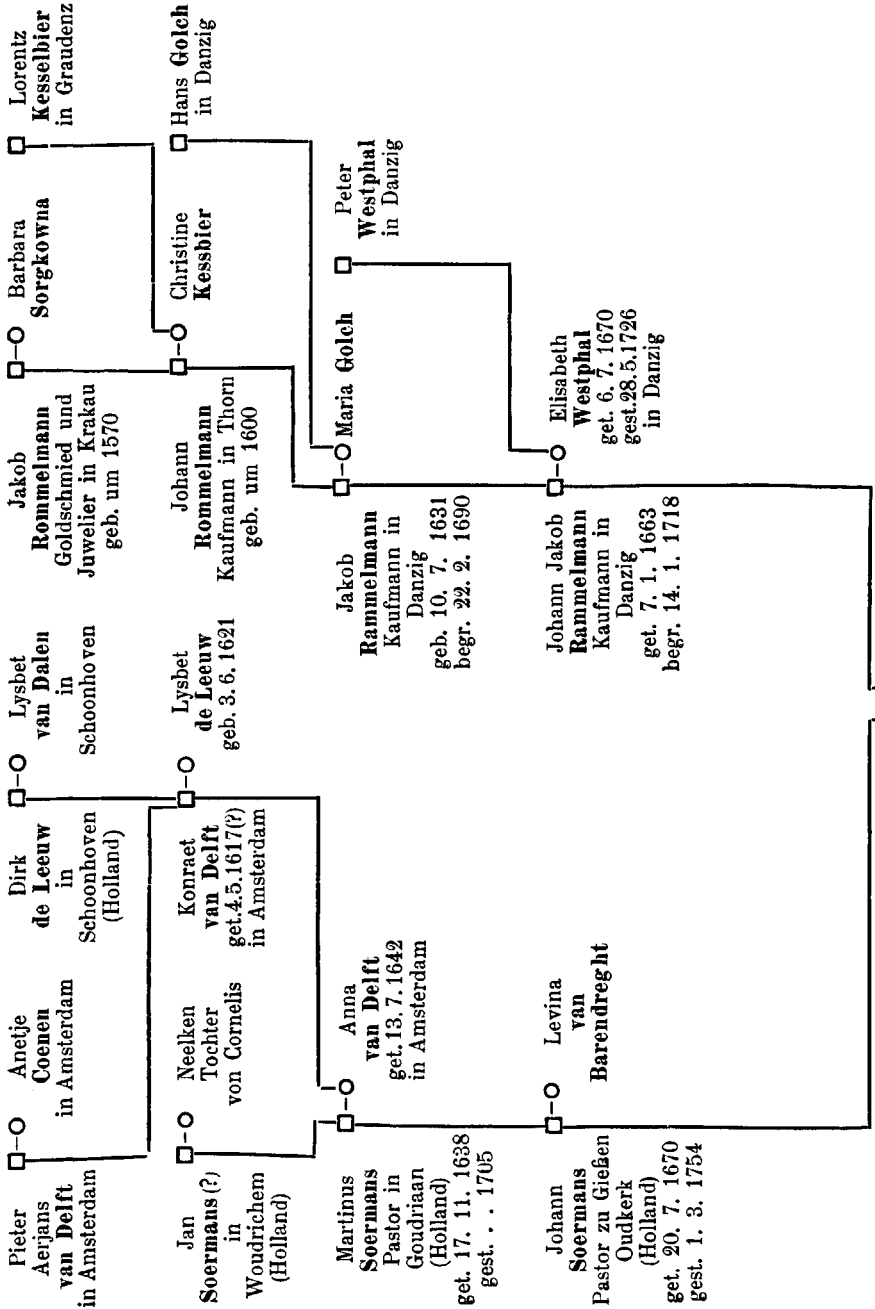 Pieter
Aerjans
van Delft
in Amsterdam
Anetje
Coenen
in Amsterdam
Dirk
de Leeuw
in
Schoonhoven
(Holland)
Lysbet
van Dalen
in
Schoonhoven
Jakob
Rommelmann
Goldschmied und
Juwelier in Krakau
geb. um 1570
Barbara
Sorgkowna
Lorentz
Kesselbier
in Graudenz
Jan
Soermans (?)
in
Woudrichem
(Holland)
Neelken
Tochter
von Cornelis
Konraet
van Delft
get.4.5.1617(?)
in Amsterdam
Lysbet
de Leeuw
geb. 3. 6. 1621
Johann
Rommelmann
Kaufmann in Thorn
geb. um 1600
Christine
Kessbier
Hans Golch
in Danzig
Martinus
Soermans
Pastor in
Goudriaan
(Holland)
get. 17. 11. 1638
gest. . . 1705
Anna
van Delft
get. 13. 7. 1642
in Amsterdam
Jakob
Rammelmann
Kaufmann in
Danzig
geb. 10. 7. 1631
begr. 22. 2. 1690
Maria Golch
Peter
Westphal
in Danzig
Johann
Soermans
Pastor zu Gießen
Oudkerk
(Holland)
get. 20. 7. 1670
gest. 1. 3. 1754
Levina
van
Barendreght
Johann Jakob
Rammelmann
Kaufmann in
Danzig
get. 7. 1. 1663
begr. 14. 1. 1718
Elisabeth
Westphal
get. 6. 7. 1670
gest.28.5.1726
in Danzig